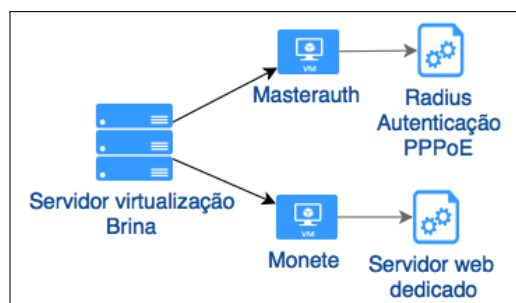 VM
Masterauth
Radius
Autenticação
PPPoE
Servidor virtualização
Brina
VM
Monete
Servidor web
dedicado